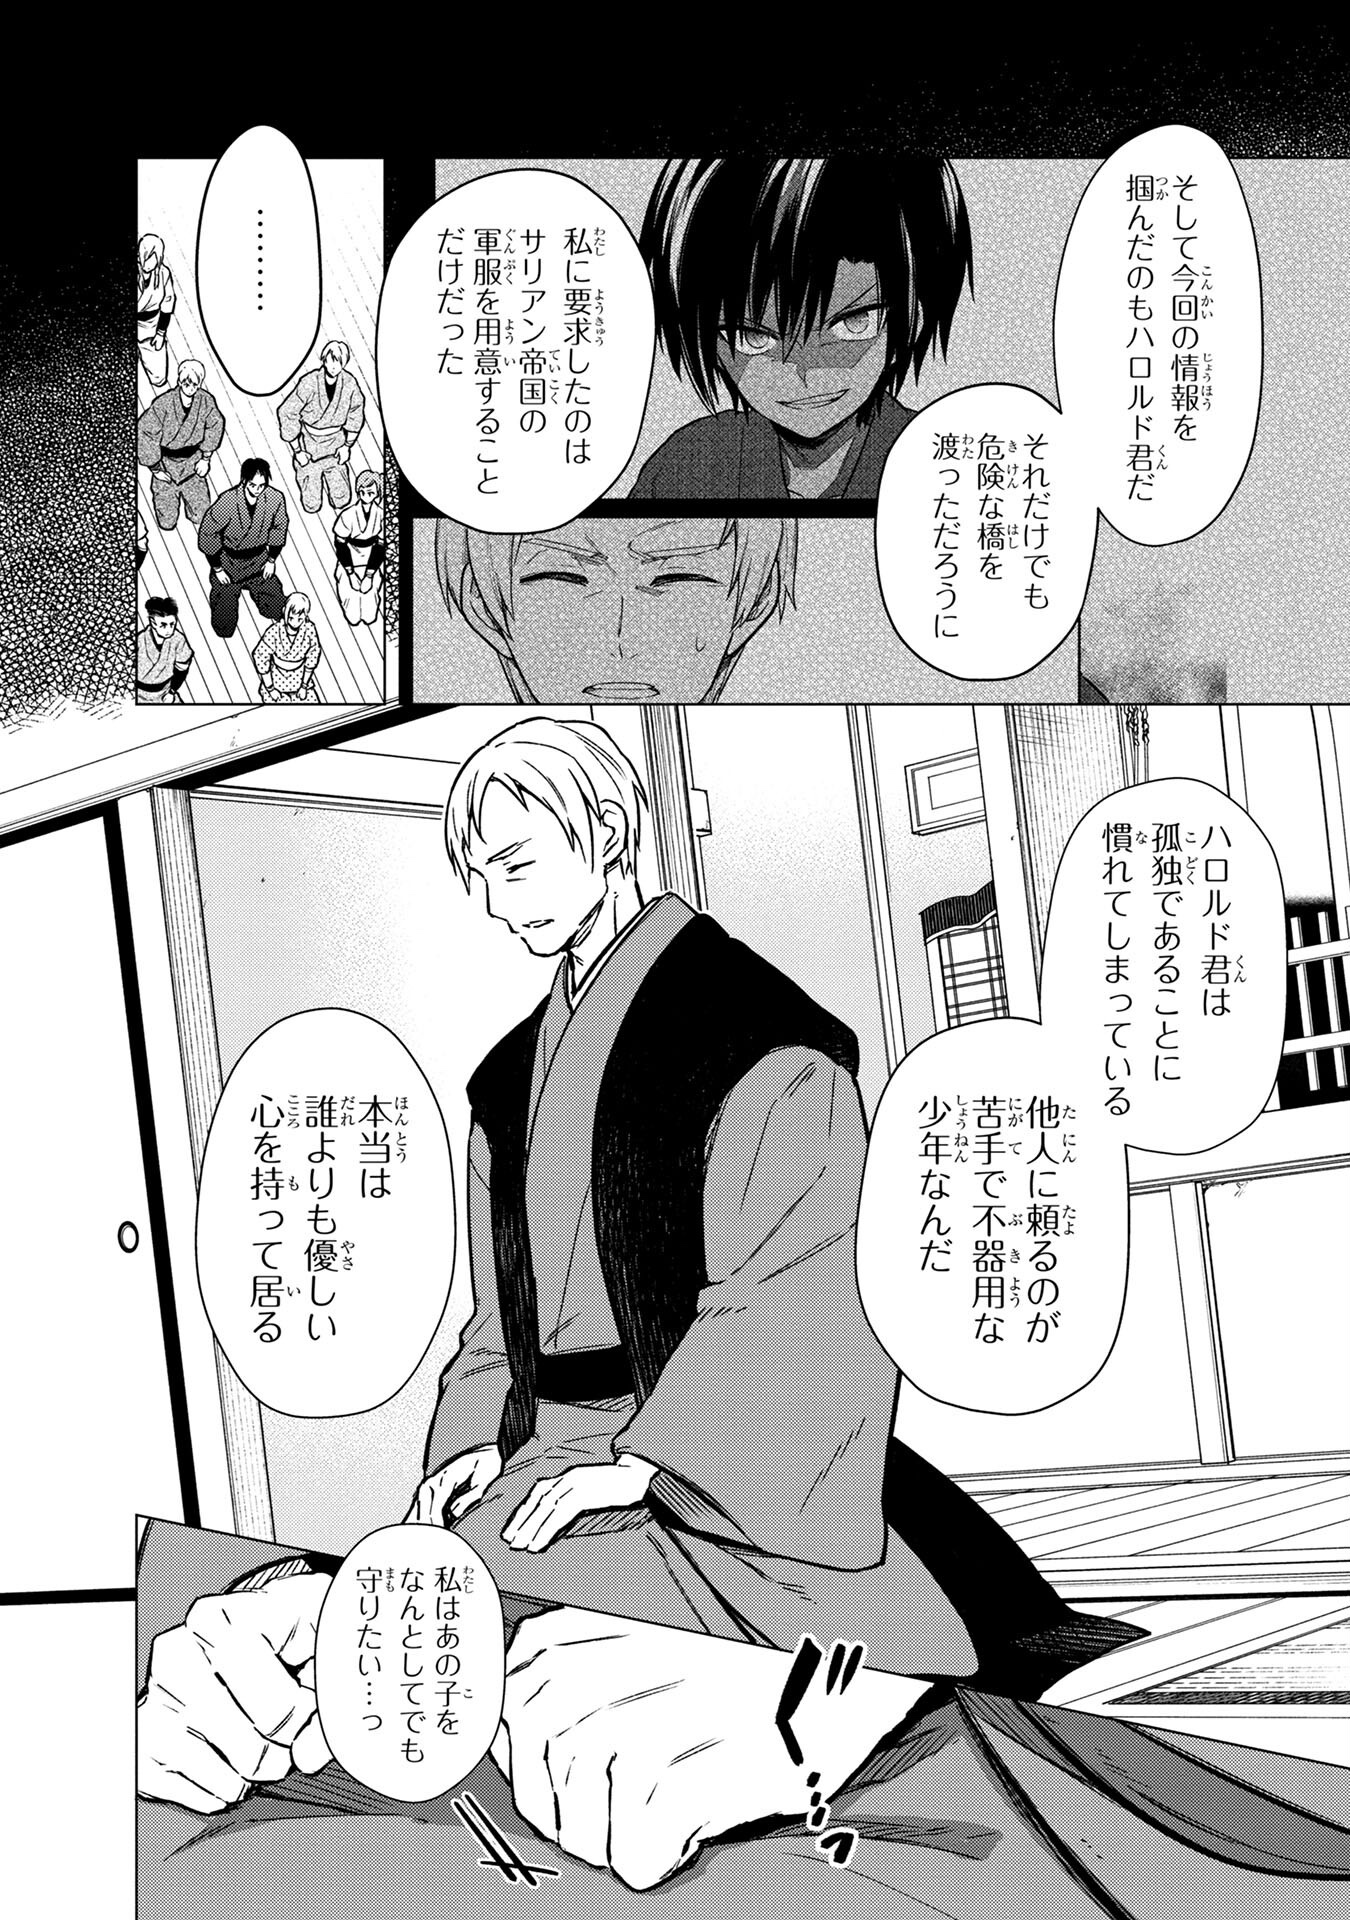 そして今回の情報を
掴んだのもハロルド君だ
それだけでも
危険な橋を
渡っただろうに
私に要求したのは
サリアン帝国の
軍服を用意すること
だけだった
………
ハロルド君は
孤独であることに
慣れてしまっている
他人に頼るのが
苦手で不器用な
少年なんだ
本当は
誰よりも優しい
心を持って居る
私はあの子を
なんとしてでも
守りたい…っ